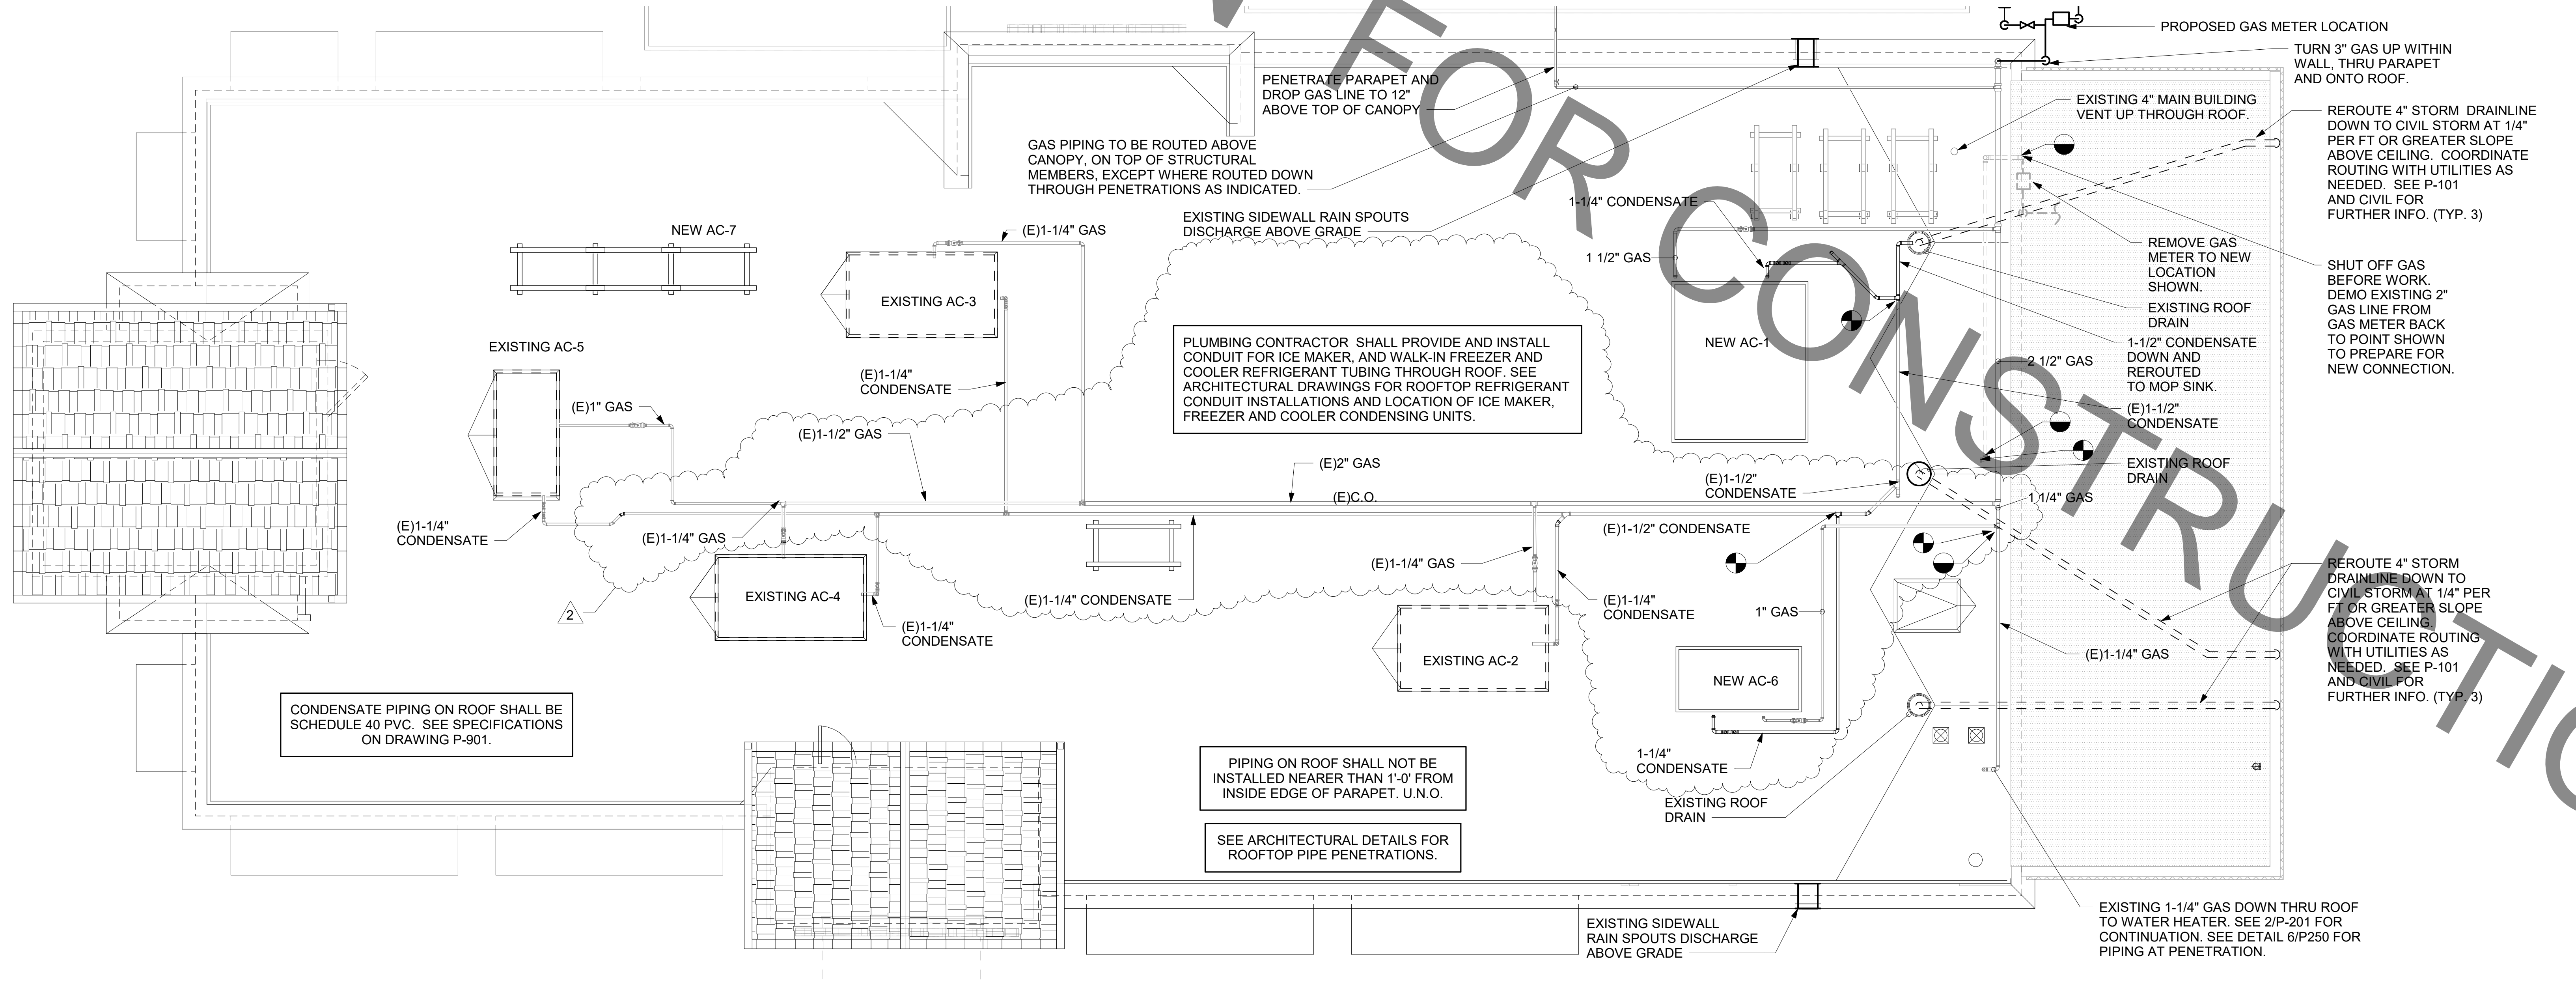 PROPOSED GAS METER LOCATION
TURN 3" GAS UP WITHIN
WALL, THRU PARAPET
AND ONTO ROOF.
PENETRATE PARAPET AND
DROP GAS LINE TO 12"
ABOVE TOP OF CANOPY
EXISTING 4" MAIN BUILDING
VENT UP THROUGH ROOF.
REROUTE 4" STORM DRAINLINE
DOWN TO CIVIL STORM AT 1/4"
PER FT OR GREATER SLOPE
ABOVE CEILING. COORDINATE
ROUTING WITH UTILITIES AS
NEEDED. SEE P-101
AND CIVIL FOR
FURTHER INFO. (TYP. 3)
GAS PIPING TO BE ROUTED ABOVE
CANOPY, ON TOP OF STRUCTURAL
MEMBERS, EXCEPT WHERE ROUTED DOWN
THROUGH PENETRATIONS AS INDICATED.
1-1/4" CONDENSATE
EXISTING SIDEWALL RAIN SPOUTS
DISCHARGE ABOVE GRADE
NEW AC-7
(E)1-1/4" GAS
1 1/2" GAS
REMOVE GAS
METER TO NEW
LOCATION
SHOWN.
SHUT OFF GAS
BEFORE WORK.
DEMO EXISTING 2"
GAS LINE FROM
GAS METER BACK
TO POINT SHOWN
TO PREPARE FOR
NEW CONNECTION.
EXISTING AC-3
EXISTING ROOF
DRAIN
EXISTING AC-5
PLUMBING CONTRACTOR SHALL PROVIDE AND INSTALL
CONDUIT FOR ICE MAKER, AND WALK-IN FREEZER AND
COOLER REFRIGERANT TUBING THROUGH ROOF. SEE
ARCHITECTURAL DRAWINGS FOR ROOFTOP REFRIGERANT
CONDUIT INSTALLATIONS AND LOCATION OF ICE MAKER,
FREEZER AND COOLER CONDENSING UNITS.
NEW AC-1
1-1/2" CONDENSATE
DOWN AND
REROUTED
TO MOP SINK.
2 1/2" GAS
(E)1-1/4"
CONDENSATE
(E)1" GAS
(E)1-1/2"
CONDENSATE
(E)1-1/2" GAS
(E)2" GAS
EXISTING ROOF
DRAIN
(E)1-1/2"
CONDENSATE
(E)C.O.
1 1/4" GAS
(E)1-1/4"
CONDENSATE
(E)1-1/4" GAS
(E)1-1/2" CONDENSATE
(E)1-1/4" GAS
REROUTE 4" STORM
DRAINLINE DOWN TO
CIVIL STORM AT 1/4" PER
FT OR GREATER SLOPE
ABOVE CEILING.
COORDINATE ROUTING
WITH UTILITIES AS
NEEDED. SEE P-101
AND CIVIL FOR
FURTHER INFO. (TYP. 3)
EXISTING AC-4
2
(E)1-1/4" CONDENSATE
(E)1-1/4"
CONDENSATE
1" GAS
(E)1-1/4"
CONDENSATE
EXISTING AC-2
(E)1-1/4" GAS
NEW AC-6
CONDENSATE PIPING ON ROOF SHALL BE
SCHEDULE 40 PVC. SEE SPECIFICATIONS
ON DRAWING P-901.
1-1/4"
CONDENSATE
PIPING ON ROOF SHALL NOT BE
INSTALLED NEARER THAN 1'-0' FROM
INSIDE EDGE OF PARAPET. U.N.O.
EXISTING ROOF
DRAIN
SEE ARCHITECTURAL DETAILS FOR
ROOFTOP PIPE PENETRATIONS.
EXISTING SIDEWALL
RAIN SPOUTS DISCHARGE
ABOVE GRADE
EXISTING 1-1/4" GAS DOWN THRU ROOF
TO WATER HEATER. SEE 2/P-201 FOR
CONTINUATION. SEE DETAIL 6/P250 FOR
PIPING AT PENETRATION.
FOR CONSTRUCTIO